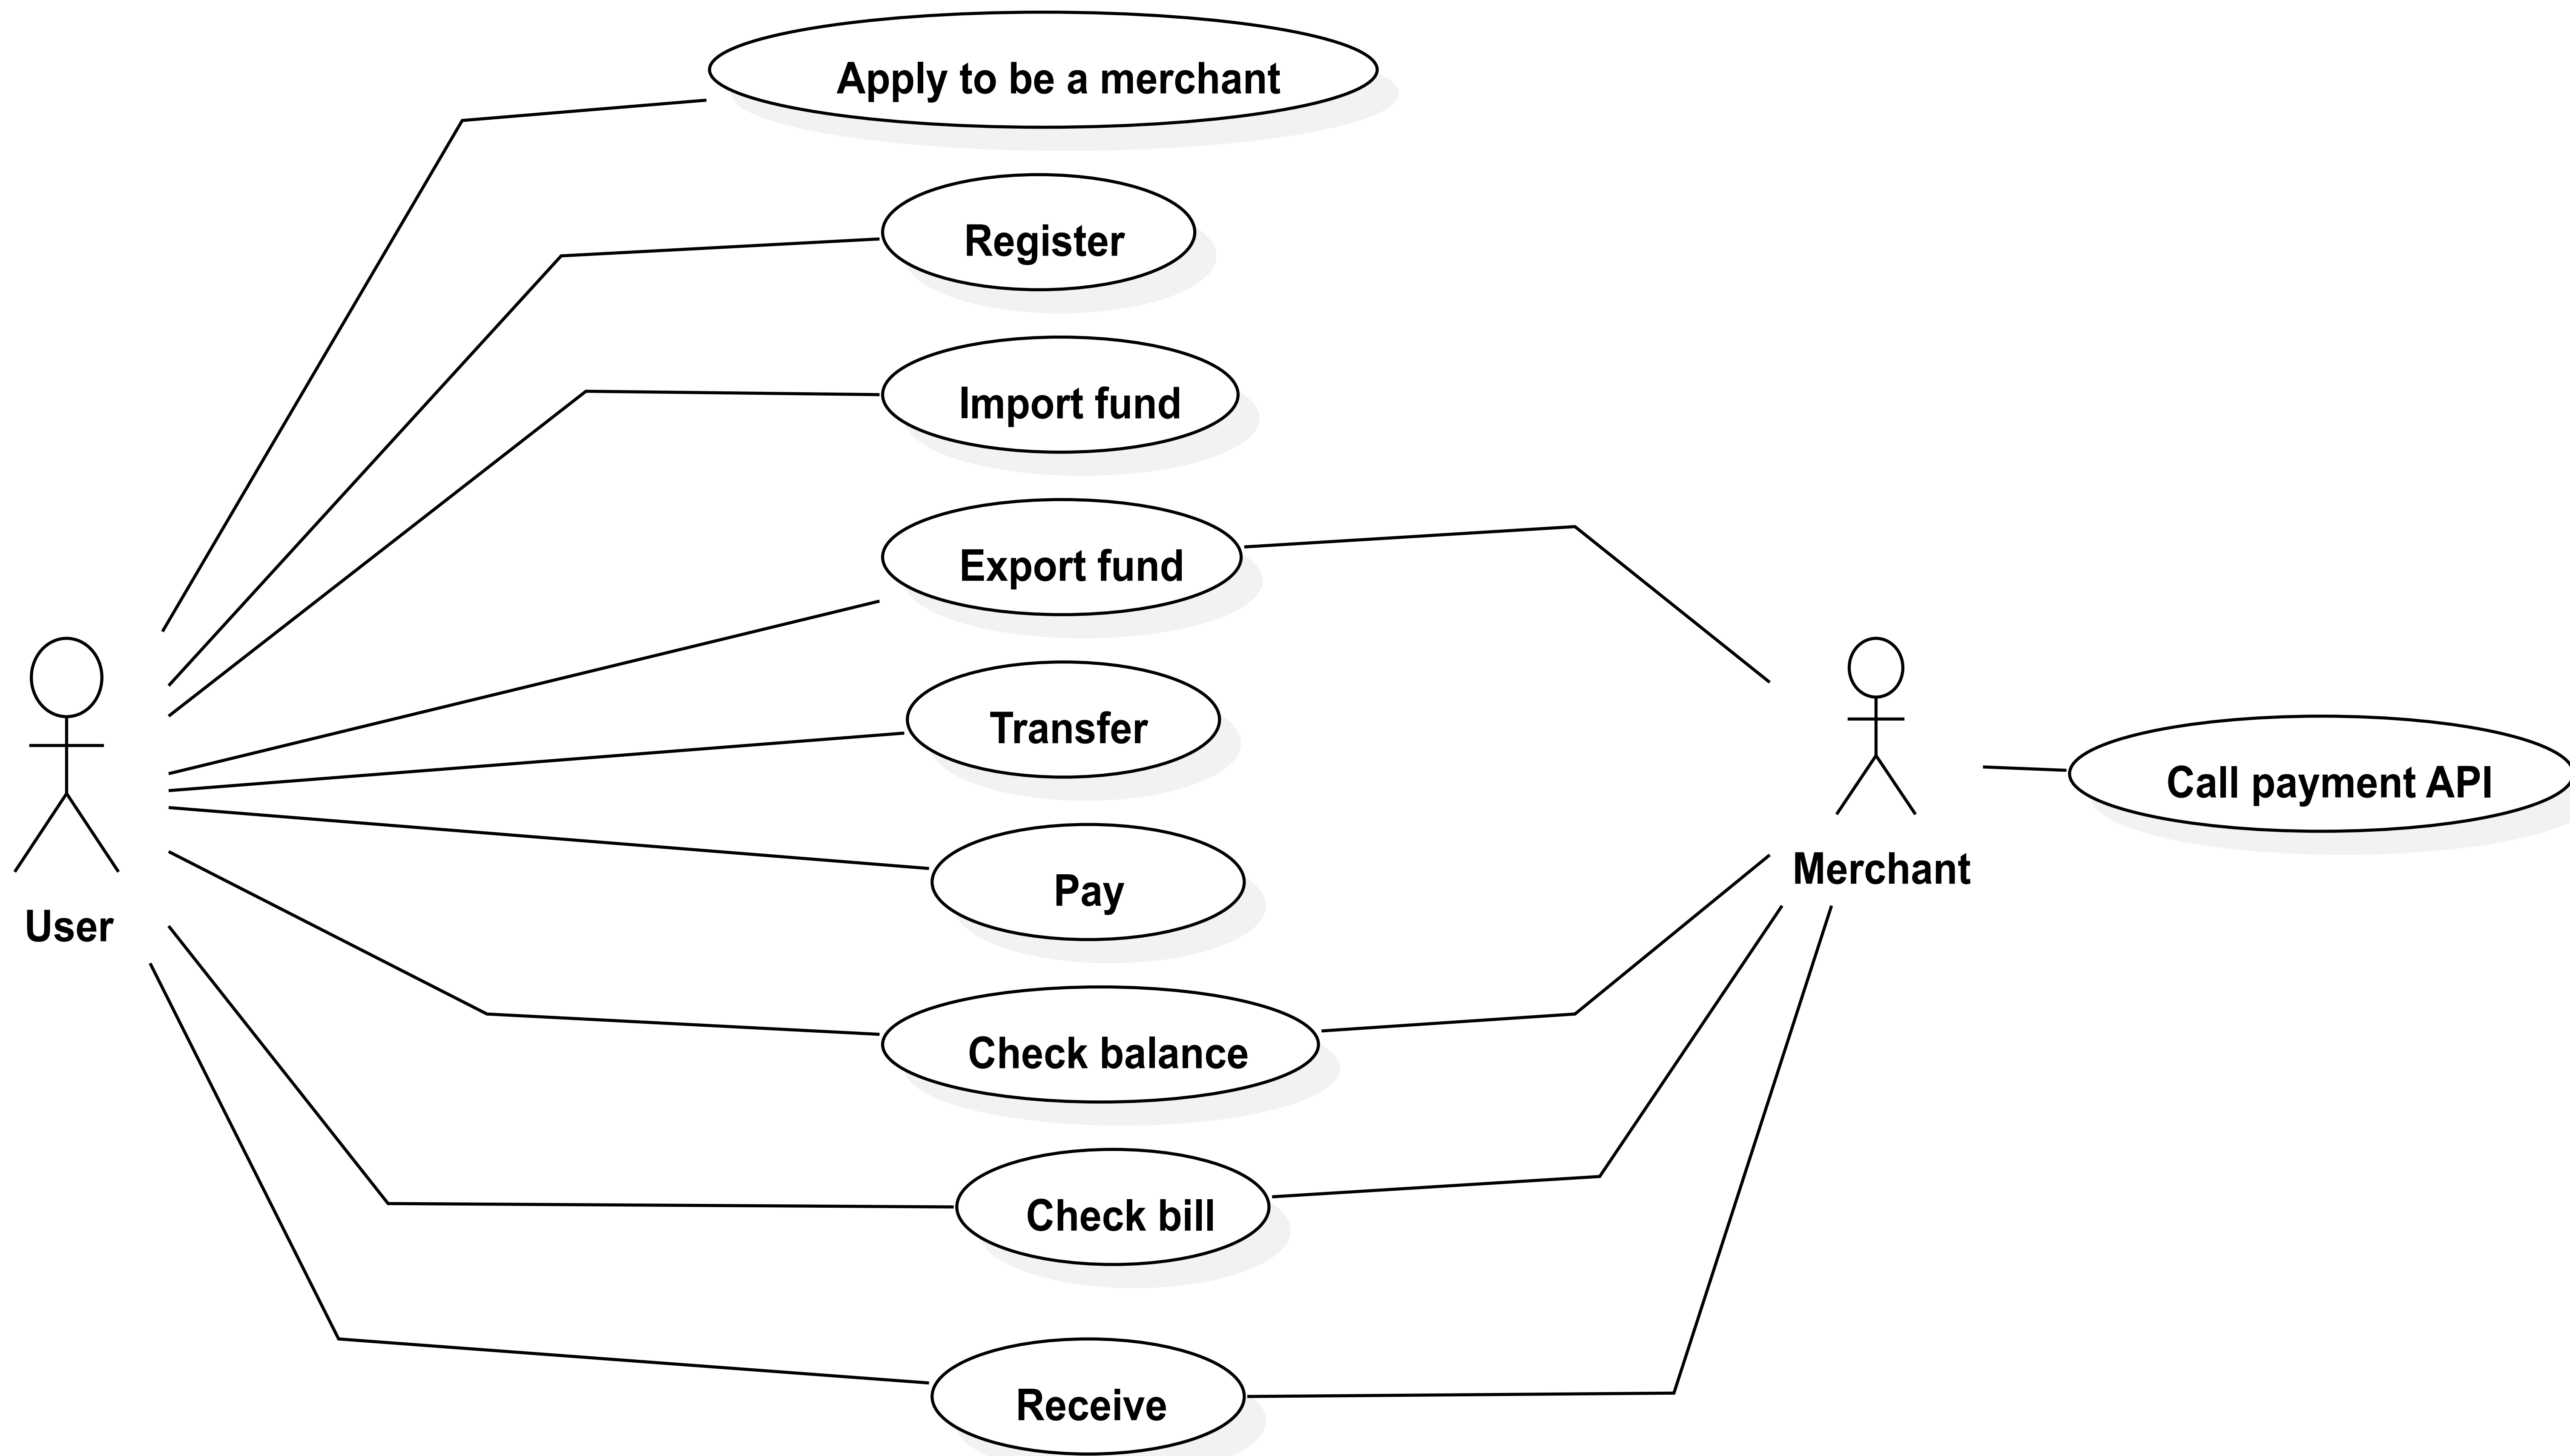 Apply to be a merchant
Register
Import fund
Export fund
Transfer
Call payment API
Merchant
Pay
User
Check balance
Check bill
Receive